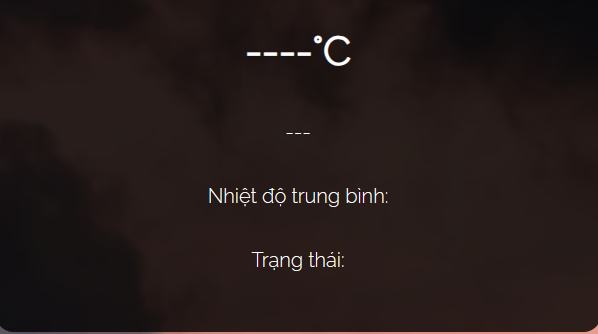 ----°C
---
Nhiệt độ trung bình:
Trạng thái: